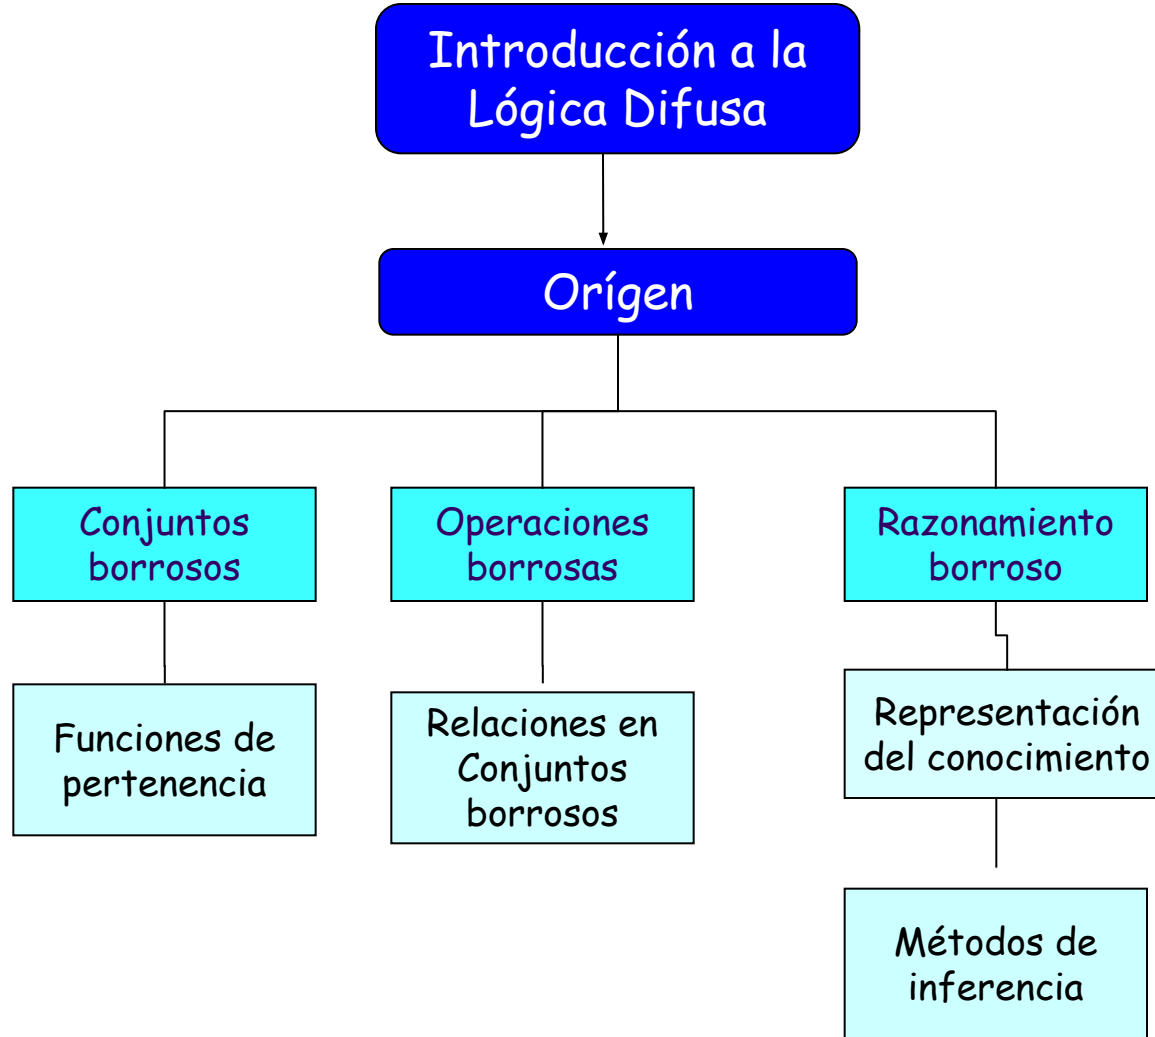 Introducción a la
Lógica Difusa
Orígen
Conjuntos
borrosos
Operaciones
borrosas
Razonamiento
borroso
Funciones de
pertenencia
Relaciones en
Conjuntos
borrosos
Representación
del conocimiento
Métodos de
inferencia